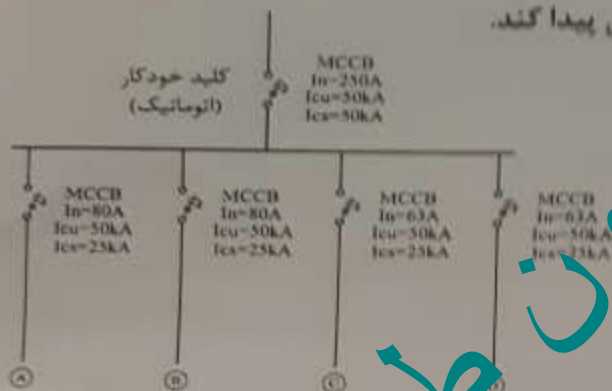 پیدا کند.
کلید خودکار
(اتوماتیک)
MCCB
In=250A
Icu=50kA
Ics=50kA
MCCB
In=80A
Icu=50kA
Ics=25kA
MCCB
In=80A
Icu=50kA
Ics=25kA
MCCB
In=63A
Icu=50kA
Ics=25kA
MCCB
In=63A
Icu=50kA
Ics=25kA
A
B
C